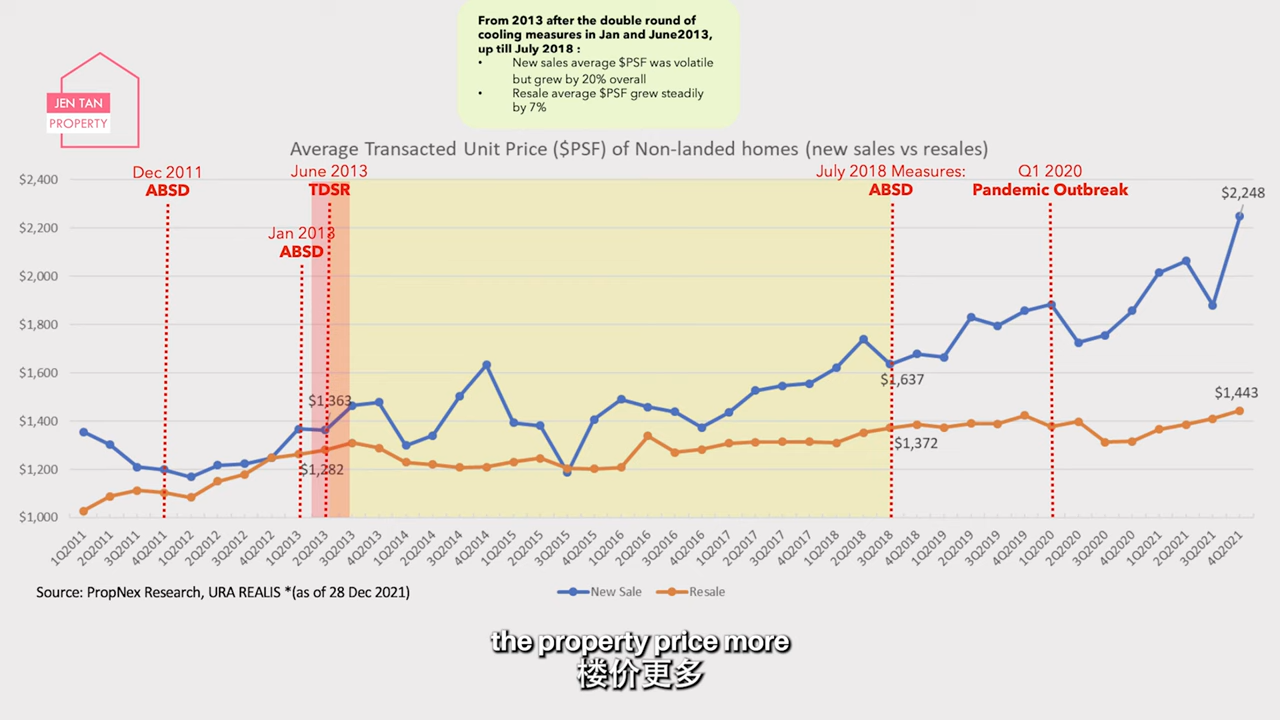 From 2013 after the double round of
cooling measures in Jan and June2013,
up till July 2018 :
• New sales average $PSF was volatile
but grew by 20% overall
• Resale average $PSF grew steadily
by 7%
JEN TAN
PROPERTY
Average Transacted Unit Price ($PSF) of Non-landed homes (new sales vs resales)
Dec 2011
ABSD
June 2013
TDSR
July 2018 Measures:
ABSD
Q1 2020
Pandemic Outbreak
Jan 2013
ABSD
$2,400
$2,200
$2,000
$1,800
$1,600
$1,400
$1,200
$1,000
$2,248
$1,637
$1,363
$1,443
$1,372
$1,282
1Q2011
2Q2011
3Q2011
4Q2011
1Q2012
2Q2012
3Q2012
4Q2012
1Q2013
2Q2013
3Q2013
4Q2013
1Q2014
2Q2014
3Q2014
4Q2014
1Q2015
2Q2015
3Q2015
4Q2015
1Q2016
2Q2016
3Q2016
4Q2016
1Q2017
2Q2017
3Q2017
4Q2017
1Q2018
2Q2018
3Q2018
4Q2018
1Q2019
2Q2019
3Q2019
4Q2019
1Q2020
2Q2020
3Q2020
4Q2020
1Q2021
2Q2021
3Q2021
4Q2021
Source: PropNex Research, URA REALIS *(as of 28 Dec 2021)
New Sale
Resale
the property price more
楼价更多